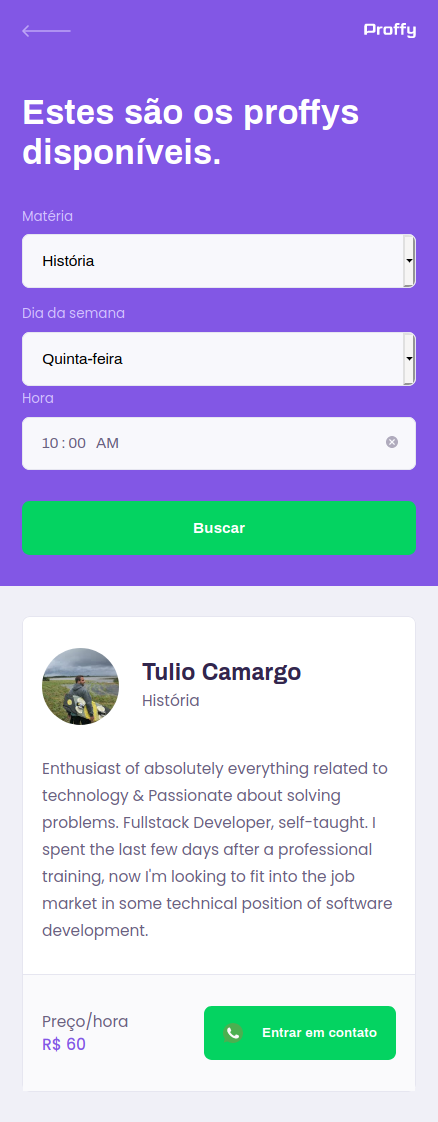 Proffy
Estes são os proffys
disponíveis.
Matéria
História
Dia da semana
Quinta-feira
Hora
10:00 AM
Buscar
Tulio Camargo
História
Enthusiast of absolutely everything related to
technology & Passionate about solving
problems. Fullstack Developer, self-taught. I
spent the last few days after a professional
training, now I'm looking to fit into the job
market in some technical position of software
development.
Preço/hora
R$ 60
Entrar em contato